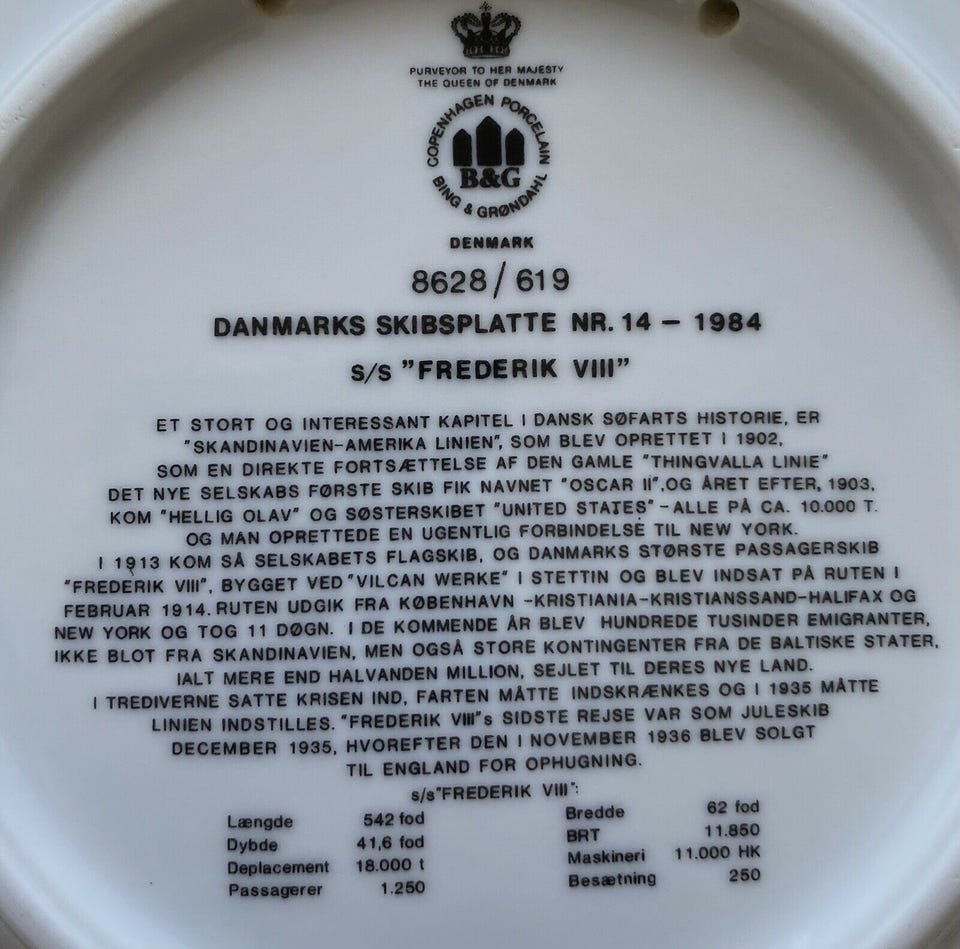 PURVEYOR TO HER MAJESTY
THE QUEEN OF DENMARK
COPENHAGEN PORCELAIN
B&G
BING & GRØNDAHL
DENMARK
8628/619
DANMARKS SKIBSPLATTE NR. 14 – 1984
s/s "FREDERIK VIII"
ET STORT OG INTERESSANT KAPITEL I DANSK SØFARTS HISTORIE, ER
"SKANDINAVIEN-AMERIKA LINIEN", SOM BLEV OPRETTET I 1902,
SOM EN DIREKTE FORTSÆTTELSE AF DEN GAMLE "THINGVALLA LINIE"
DET NYE SELSKABS FØRSTE SKIB FIK NAVNET "OSCAR II",OG ÅRET EFTER, 1903,
KOM "HELLIG OLAV" OG SØSTERSKIBET "UNITED STATES" - ALLE PÅ CA. 10.000 T.
OG MAN OPRETTEDE EN UGENTLIG FORBINDELSE TIL NEW YORK.
I 1913 KOM SÅ SELSKABETS FLAGSKIB, OG DANMARKS STØRSTE PASSAGERSKIB
"FREDERIK VIII", BYGGET VED "VILCAN WERKE" I STETTIN OG BLEV INDSAT PÅ RUTEN I
FEBRUAR 1914. RUTEN UDGIK FRA KØBENHAVN -KRISTIANIA-KRISTIANSSAND-HALIFAX OG
NEW YORK OG TOG 11 DØGN. I DE KOMMENDE ÅR BLEV HUNDREDE TUSINDER EMIGRANTER,
IKKE BLOT FRA SKANDINAVIEN, MEN OGSÅ STORE KONTINGENTER FRA DE BALTISKE STATER,
IALT MERE END HALVANDEN MILLION, SEJLET TIL DERES NYE LAND.
I TREDIVERNE SATTE KRISEN IND, FARTEN MÅTTE INDSKRÆNKES OG I 1935 MÅTTE
LINIEN INDSTILLES. "FREDERIK VIII"s SIDSTE REJSE VAR SOM JULESKIB
DECEMBER 1935, HVOREFTER DEN I NOVEMBER 1936 BLEV SOLGT
TIL ENGLAND FOR OPHUGNING.
s/s"FREDERIK VIII":
Længde 542 fod Bredde 62 fod
Dybde 41,6 fod BRT 11.850
Deplacement 18.000 t Maskineri 11.000 HK
Passagerer 1.250 Besætning 250